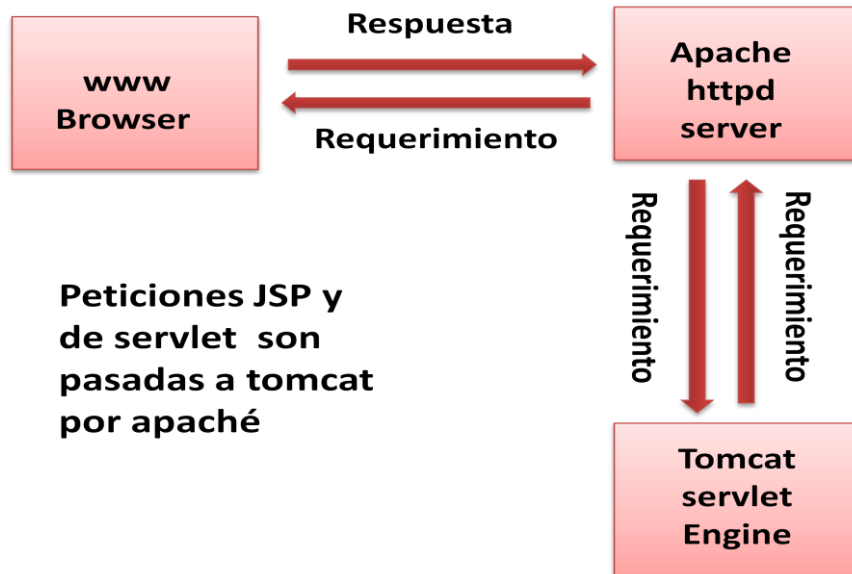 Respuesta
www
Browser
Apache
httpd
server
Requerimiento
Requerimiento
Requerimiento
Peticiones JSP y
de servlet son
pasadas a tomcat
por apaché
Tomcat
servlet
Engine